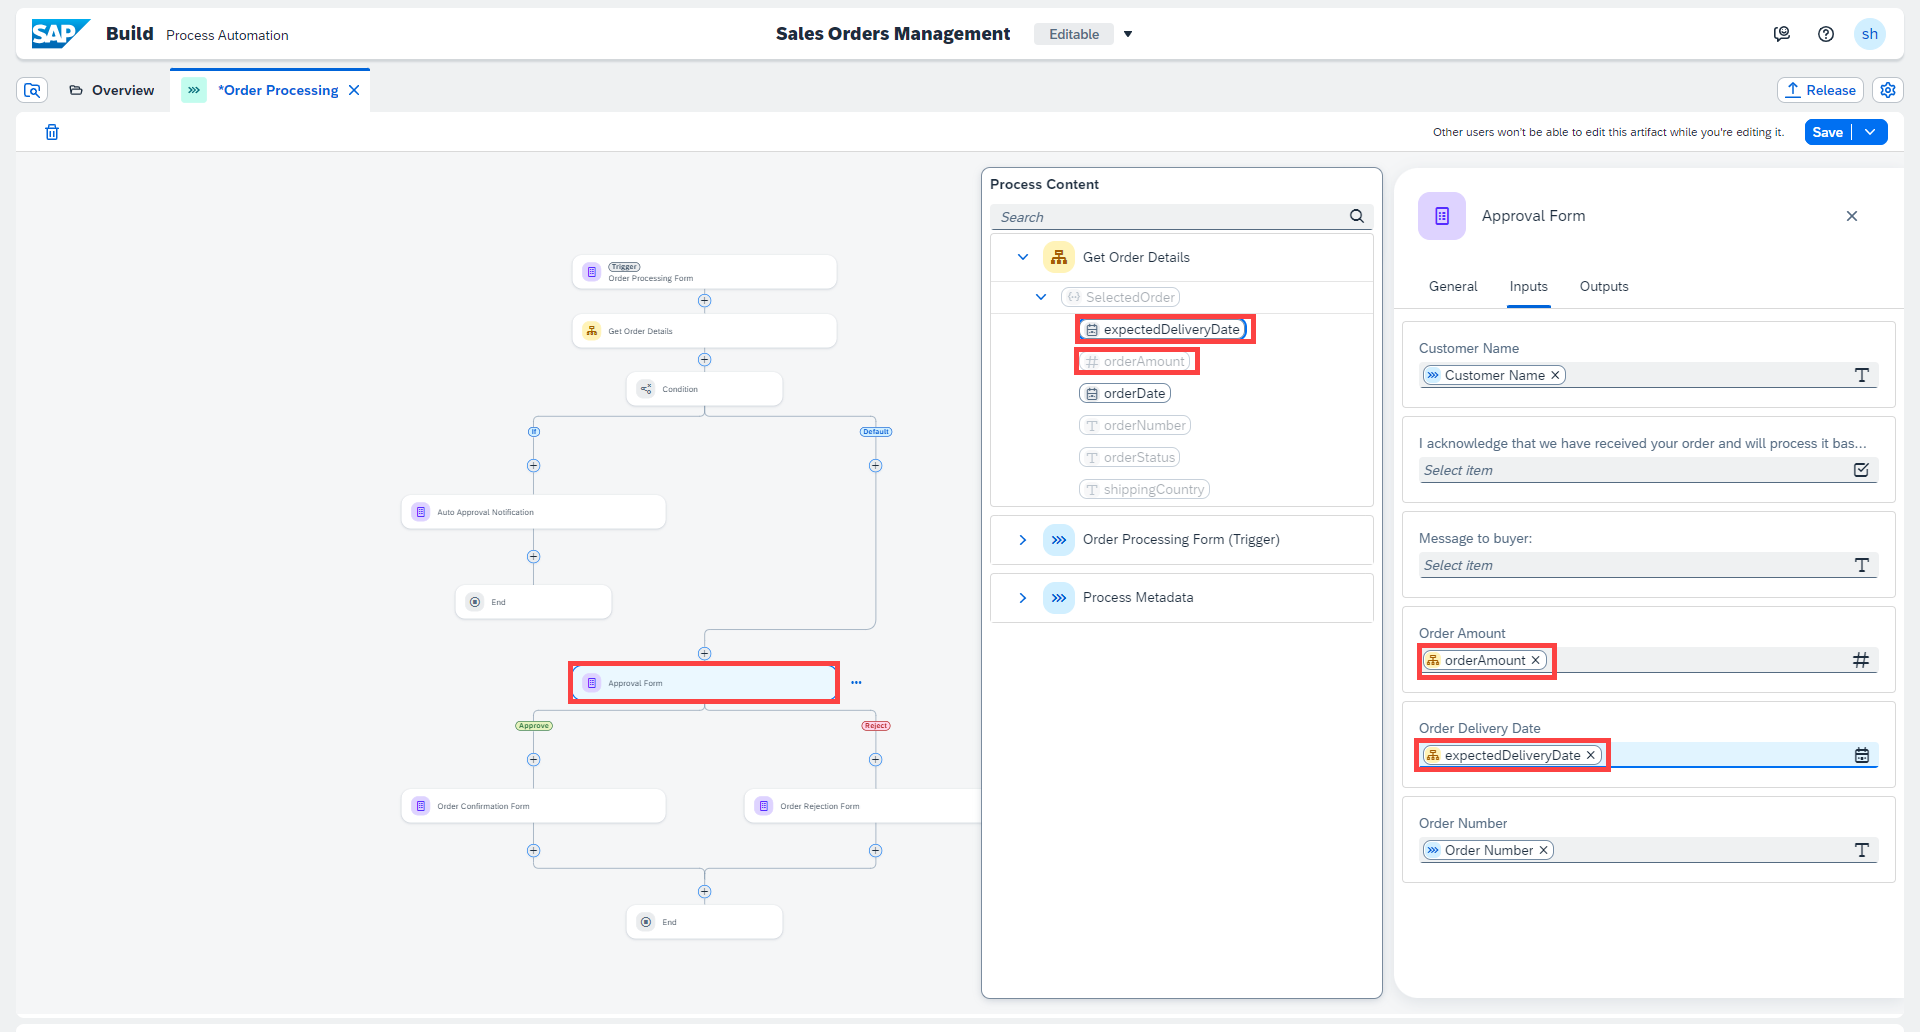 SAP Build Process Automation
Sales Orders Management Editable
sh
Overview
*Order Processing
Release
Other users won't be able to edit this artifact while you're editing it.
Save
Trigger
Order Processing Form
Get Order Details
Condition
If
Default
Auto Approval Notification
End
Approval Form
Approve
Reject
Order Confirmation Form
Order Rejection Form
End
Process Content
Search
Get Order Details
SelectedOrder
expectedDeliveryDate
orderAmount
orderDate
orderNumber
orderStatus
shippingCountry
Order Processing Form (Trigger)
Process Metadata
Approval Form
General Inputs Outputs
Customer Name
Customer Name
I acknowledge that we have received your order and will process it bas...
Select item
Message to buyer:
Select item
Order Amount
orderAmount
Order Delivery Date
expectedDeliveryDate
Order Number
Order Number